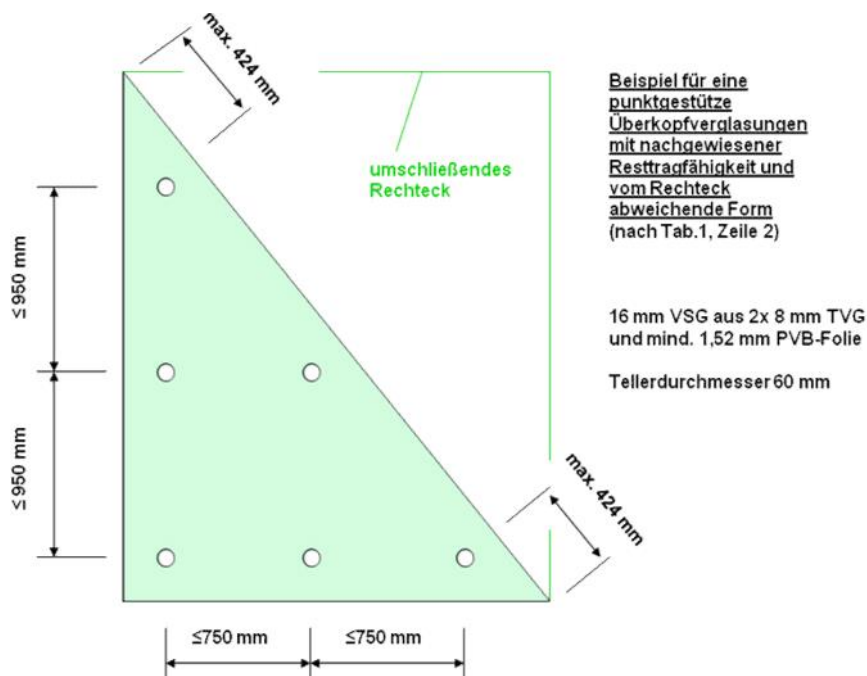 max. 424 mm
umschließendes
Rechteck
Beispiel für eine
punktgestütze
Überkopfverglasungen
mit nachgewiesener
Resttragfähigkeit und
vom Rechteck
abweichende Form
(nach Tab.1, Zeile 2)
≤950 mm
16 mm VSG aus 2x 8 mm TVG
und mind. 1,52 mm PVB-Folie
Tellerdurchmesser 60 mm
≤950 mm
max. 424 mm
≤750 mm
≤750 mm